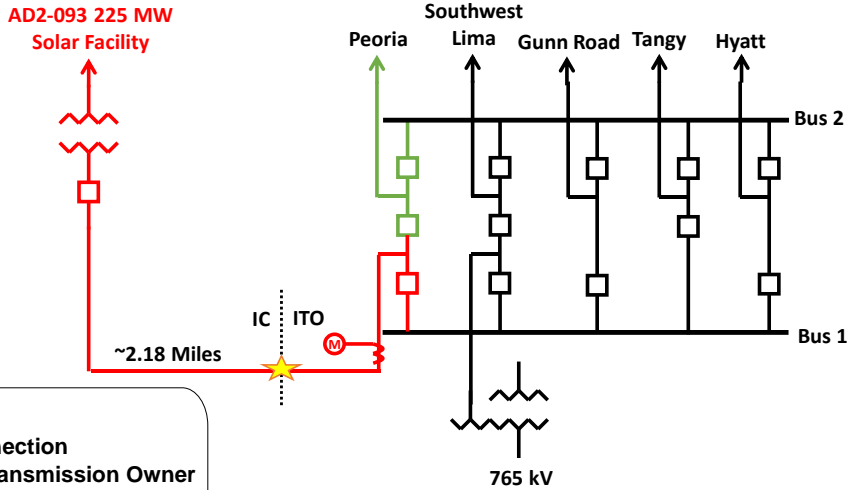 AD2-093 225 MW
Solar Facility
Peoria
Southwest
Lima
Gunn Road
Tangy
Hyatt
Bus 2
IC
ITO
M
~2.18 Miles
Bus 1
nection
ransmission Owner
765 kV